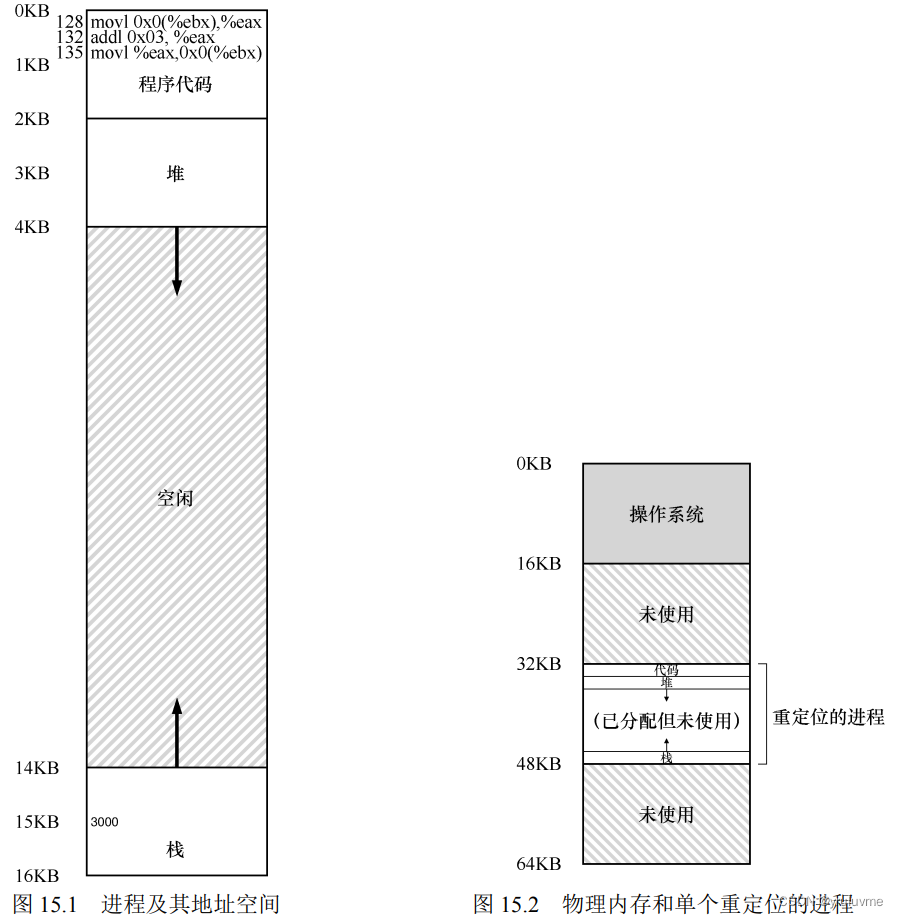 0KB
128 movl 0x0(%ebx),%eax
132 addl 0x03, %eax
135 movl %eax,0x0(%ebx)
1KB
程序代码
2KB
3KB 堆
4KB
空闲
14KB
15KB 3000
栈
16KB
图 15.1 进程及其地址空间
0KB
操作系统
16KB
未使用
32KB
代码
堆
(已分配但未使用)
重定位的进程
栈
48KB
未使用
64KB
图 15.2 物理内存和单个重定位的进程